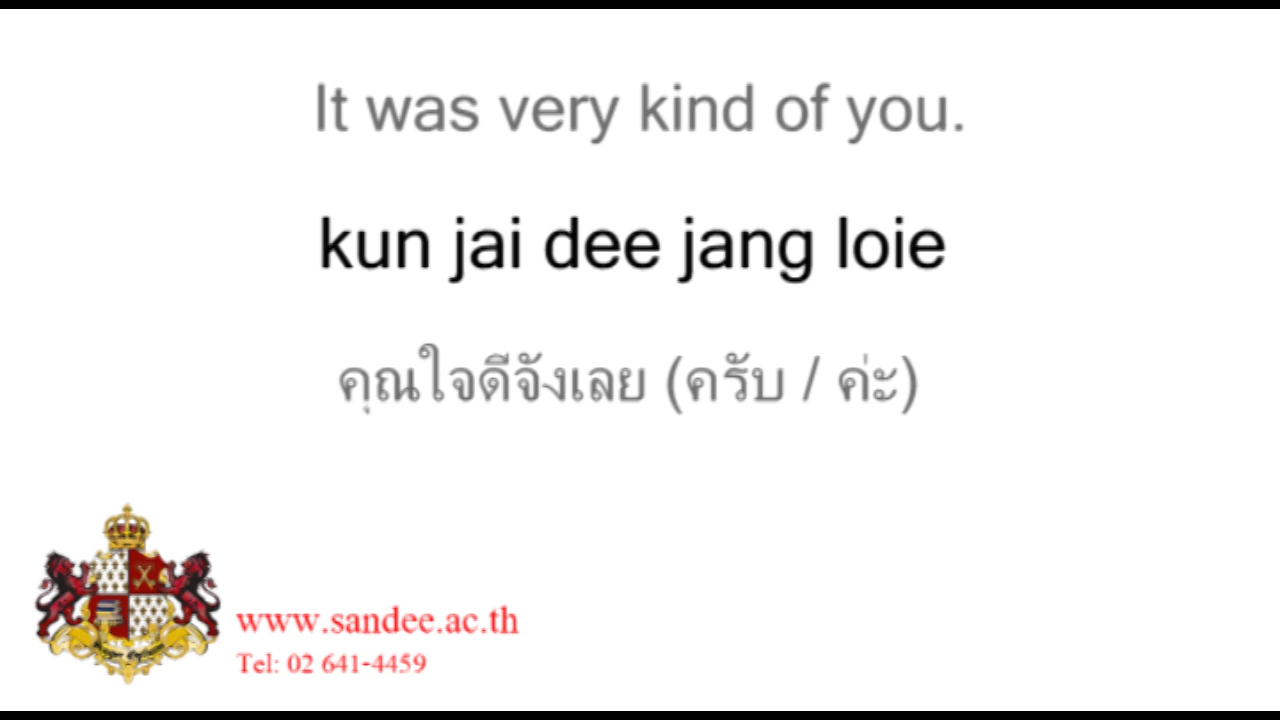 It was very kind of you.
kun jai dee jang loie
คุณใจดีจังเลย (ครับ / ค่ะ)
www.sandee.ac.th
Tel: 02 641-4459